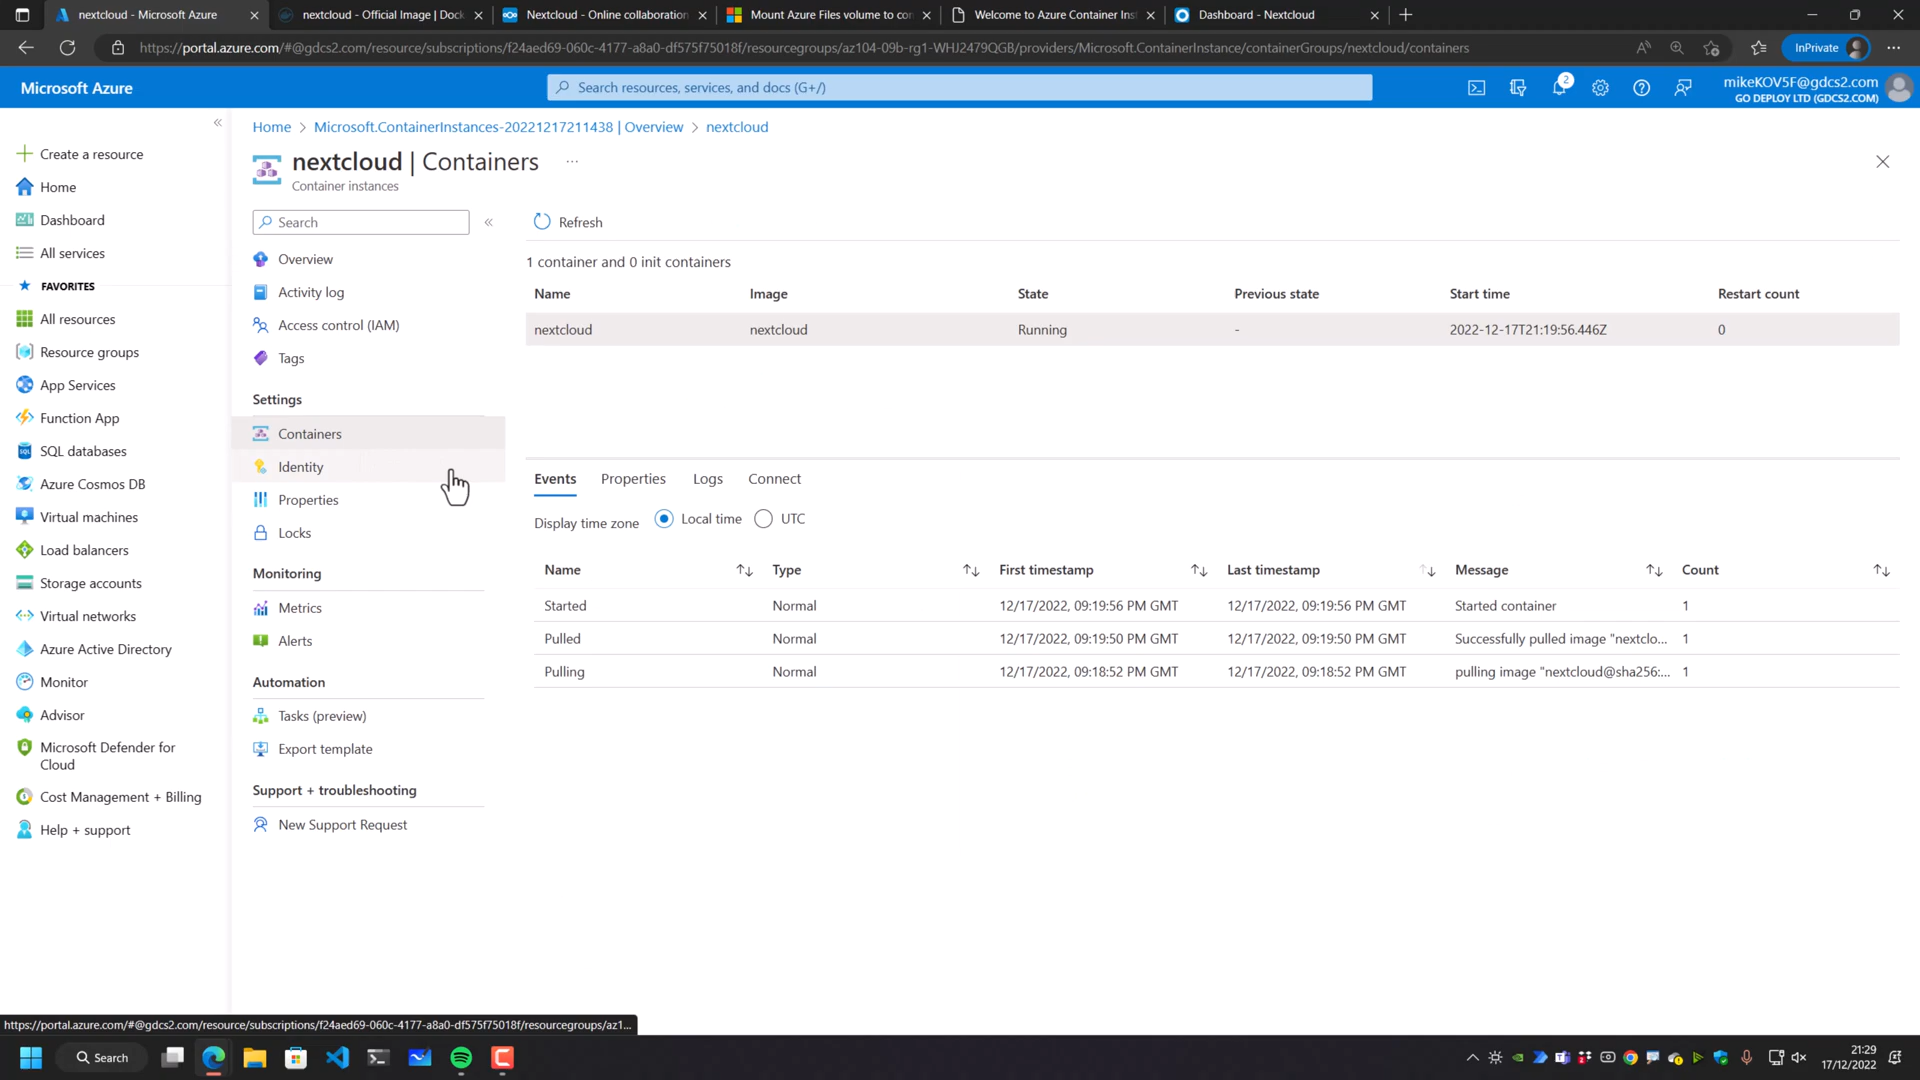 nextcloud - Microsoft Azure
nextcloud - Official Image | Dock
Nextcloud - Online collaboration
Mount Azure Files volume to con
Welcome to Azure Container Inst
Dashboard - Nextcloud
https://portal.azure.com/#@gdcs2.com/resource/subscriptions/f24aed69-060c-4177-a8a0-df575f75018f/resourcegroups/az104-09b-rg1-WHJ2479QGB/providers/Microsoft.ContainerInstance/containerGroups/nextcloud/containers
InPrivate
Microsoft Azure
Search resources, services, and docs (G+/)
2
mikeKOV5F@gdcs2.com
GO DEPLOY LTD (GDCS2.COM)
Create a resource
Home
Dashboard
All services
FAVORITES
All resources
Resource groups
App Services
Function App
SQL databases
Azure Cosmos DB
Virtual machines
Load balancers
Storage accounts
Virtual networks
Azure Active Directory
Monitor
Advisor
Microsoft Defender for
Cloud
Cost Management + Billing
Help + support
Home > Microsoft.ContainerInstances-20221217211438 | Overview > nextcloud
nextcloud | Containers ...
Container instances
Search
Overview
Activity log
Access control (IAM)
Tags
Settings
Containers
Identity
Properties
Locks
Monitoring
Metrics
Alerts
Automation
Tasks (preview)
Export template
Support + troubleshooting
New Support Request
Refresh
1 container and 0 init containers
Name Image State Previous state Start time Restart count
nextcloud nextcloud Running - 2022-12-17T21:19:56.446Z 0
Events Properties Logs Connect
Display time zone Local time UTC
Name Type First timestamp Last timestamp Message Count
Started Normal 12/17/2022, 09:19:56 PM GMT 12/17/2022, 09:19:56 PM GMT Started container 1
Pulled Normal 12/17/2022, 09:19:50 PM GMT 12/17/2022, 09:19:50 PM GMT Successfully pulled image "nextclo... 1
Pulling Normal 12/17/2022, 09:18:52 PM GMT 12/17/2022, 09:18:52 PM GMT pulling image "nextcloud@sha256:... 1
https://portal.azure.com/#@gdcs2.com/resource/subscriptions/f24aed69-060c-4177-a8a0-df575f75018f/resourcegroups/az1...
Search
21:29
17/12/2022